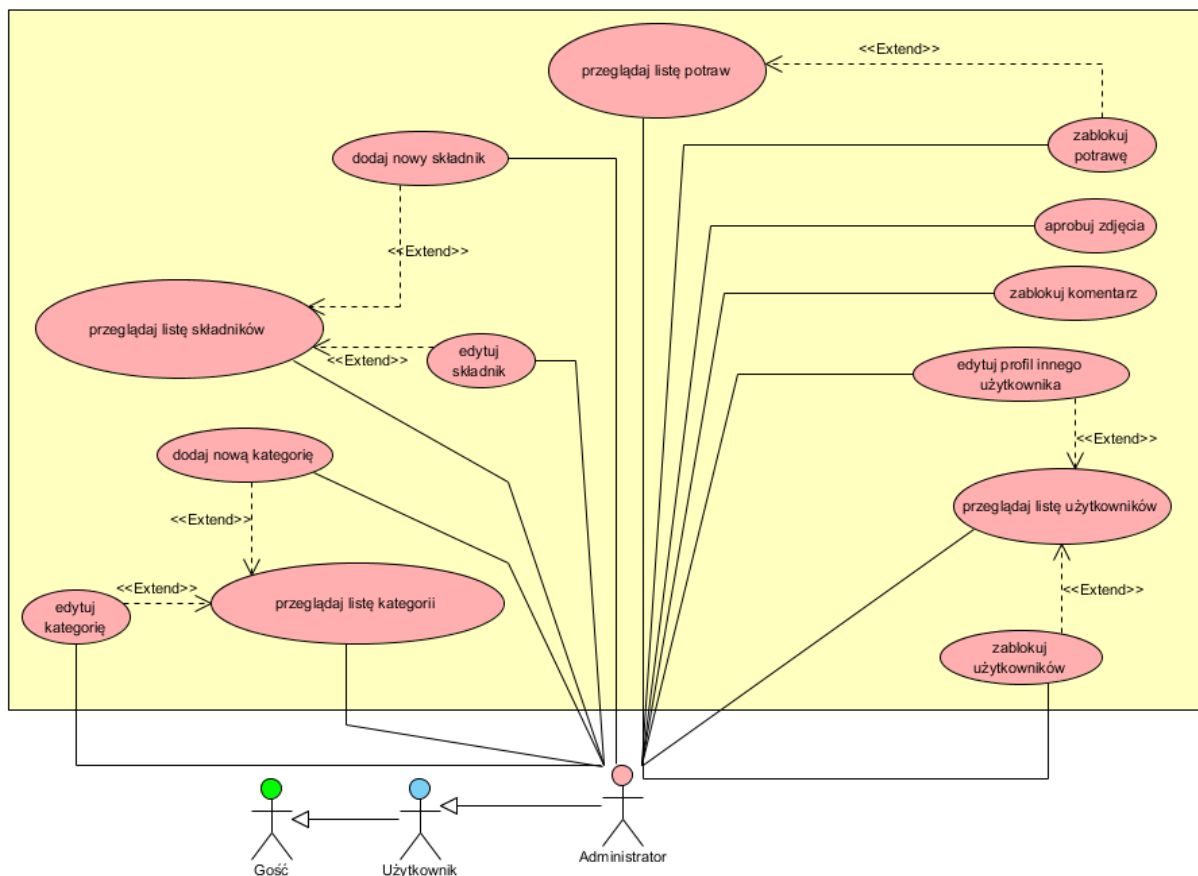 <<Extend>>
przeglądaj listę potraw
zablokuj
potrawę
dodaj nowy składnik
aprobuj zdjęcia
<<Extend>>
zablokuj komentarz
przeglądaj listę składników
edytuj
składnik
<<Extend>>
edytuj profil innego
użytkownika
<<Extend>>
dodaj nową kategorię
przeglądaj listę użytkowników
<<Extend>>
<<Extend>>
edytuj
kategorię
przeglądaj listę kategorii
<<Extend>>
zablokuj
użytkowników
Gość
Użytkownik
Administrator